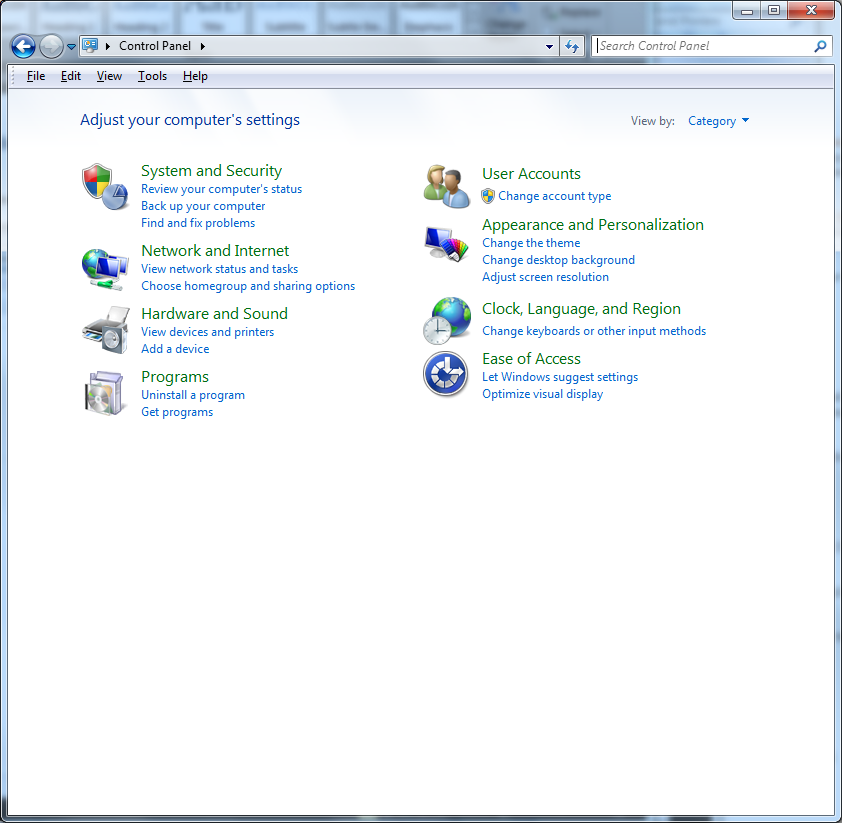 Control Panel
Search Control Panel
File Edit View Tools Help
Adjust your computer's settings
View by: Category
System and Security
Review your computer's status
Back up your computer
Find and fix problems
Network and Internet
View network status and tasks
Choose homegroup and sharing options
Hardware and Sound
View devices and printers
Add a device
Programs
Uninstall a program
Get programs
User Accounts
Change account type
Appearance and Personalization
Change the theme
Change desktop background
Adjust screen resolution
Clock, Language, and Region
Change keyboards or other input methods
Ease of Access
Let Windows suggest settings
Optimize visual display